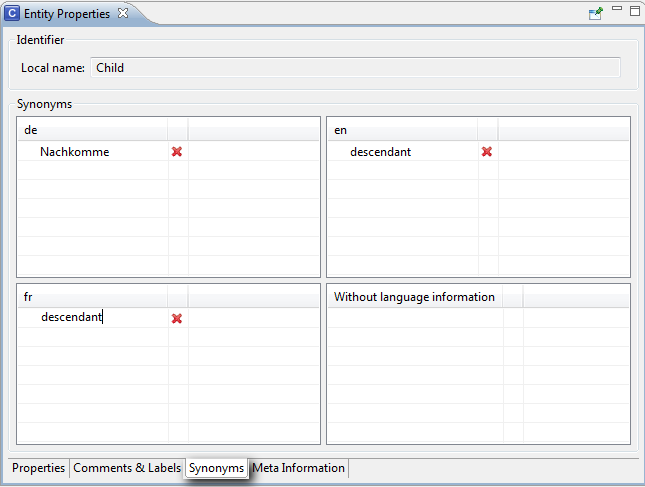 C Entity Properties
Identifier
Local name: Child
Synonyms
de
Nachkomme
en
descendant
fr
descendant
Without language information
Properties Comments & Labels Synonyms Meta Information